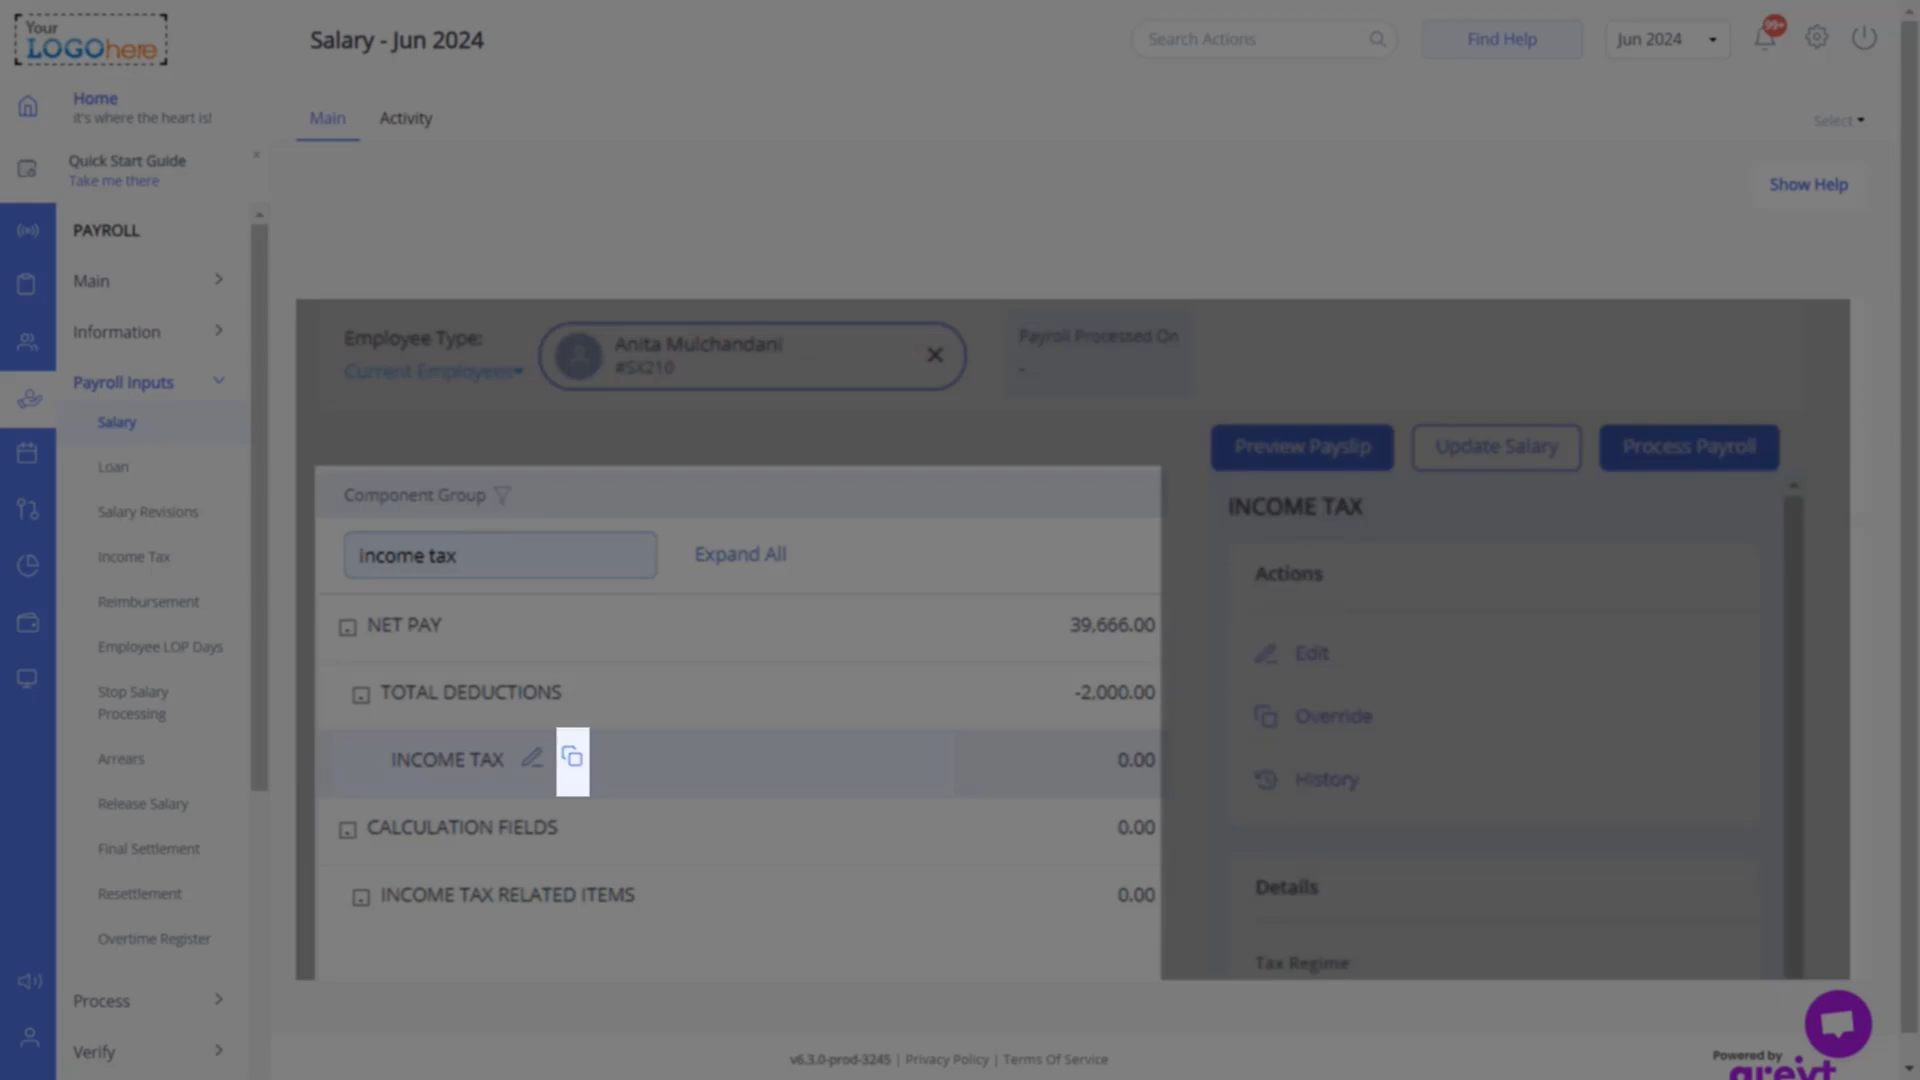 Your
LOGOhere
Salary - Jun 2024
Search Actions
Find Help
Jun 2024
99+
Home
it's where the heart is!
Main
Activity
Select
Quick Start Guide
Take me there
Show Help
PAYROLL
Main
Information
Payroll Inputs
Salary
Loan
Salary Revisions
Income Tax
Reimbursement
Employee LOP Days
Stop Salary
Processing
Arrears
Release Salary
Final Settlement
Resettlement
Overtime Register
Process
Verify
Employee Type:
Current Employees
Anita Mulchandani
#SX210
Payroll Processed On
-
Preview Payslip
Update Salary
Process Payroll
Component Group
income tax
Expand All
NET PAY 39,666.00
TOTAL DEDUCTIONS -2,000.00
INCOME TAX 0.00
CALCULATION FIELDS 0.00
INCOME TAX RELATED ITEMS 0.00
INCOME TAX
Actions
Edit
Override
History
Details
Tax Regime
v6.3.0-prod-3245 | Privacy Policy | Terms Of Service
Powered by
greyt